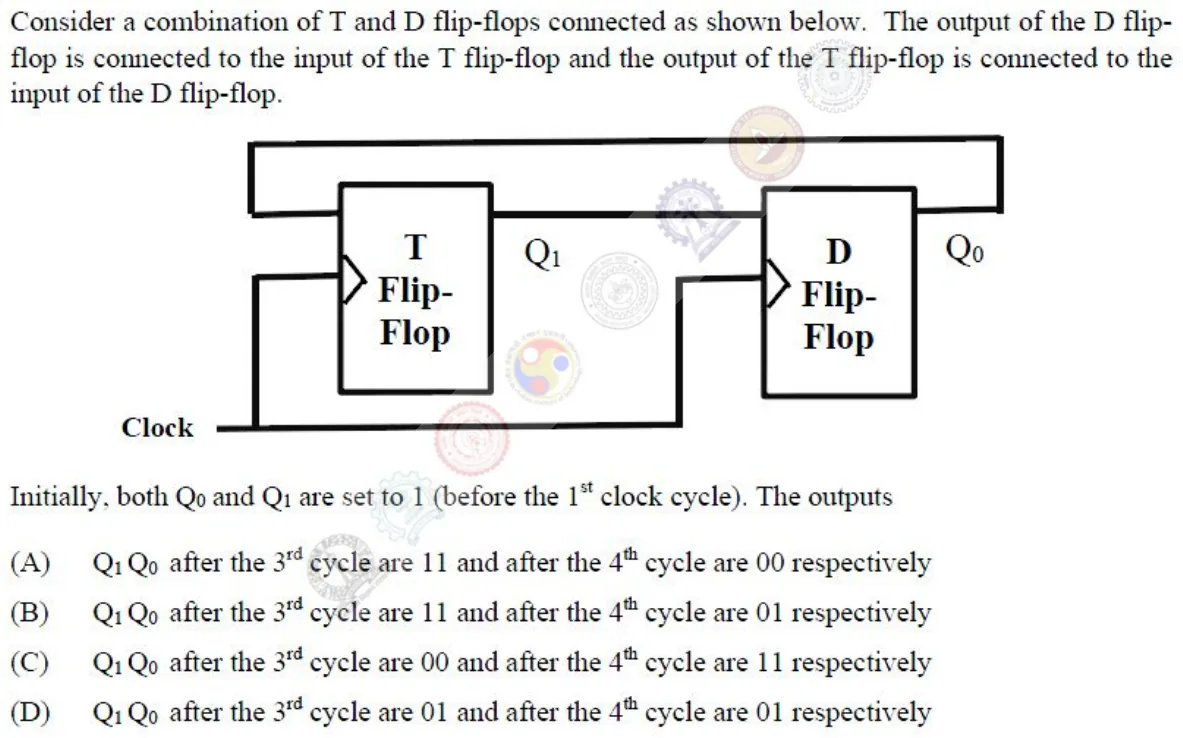 Consider a combination of T and D flip-flops connected as shown below. The output of the D flip-
flop is connected to the input of the T flip-flop and the output of the T flip-flop is connected to the
input of the D flip-flop.
T
Flip-
Flop
Q1
D
Flip-
Flop
Q0
Clock
Initially, both Q0 and Q1 are set to 1 (before the 1st clock cycle). The outputs
(A) Q1 Q0 after the 3rd cycle are 11 and after the 4th cycle are 00 respectively
(B) Q1 Q0 after the 3rd cycle are 11 and after the 4th cycle are 01 respectively
(C) Q1 Q0 after the 3rd cycle are 00 and after the 4th cycle are 11 respectively
(D) Q1 Q0 after the 3rd cycle are 01 and after the 4th cycle are 01 respectively